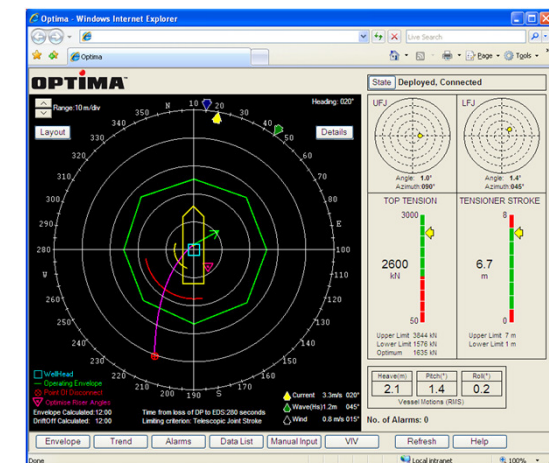 Optima - Windows Internet Explorer
Live Search
Optima
Page
Tools
OPTIMA
State Deployed, Connected
Range:10 m/div
Heading: 020°
Layout
Details
N 10 20 30 40 50 60 70 80 E 100 110 120 130 140 150 S 160 170 180 190 200 210 220 230 240 250 260 W 280 290 300 310 320 330 340 350
UFJ
LFJ
Angle: 1.0°
Azimuth:090°
Angle: 1.4°
Azimuth:045°
TOP TENSION
TENSIONER STROKE
3000
8
2600
kN
6.7
m
50
0
Upper Limit 3844 kN
Lower Limit 1576 kN
Optimum 1635 kN
Upper Limit 7 m
Lower Limit 1 m
Heave(m) Pitch(°) Roll(°)
2.1 1.4 0.2
Vessel Motions (RMS)
No. of Alarms: 0
WellHead
Operating Envelope
Point Of Disconnect
Optimise Riser Angles
Envelope Calculated:12:00
DriftOff Calculated: 12:00
Time from loss of DP to EDS:280 seconds
Limiting criterion: Telescopic Joint Stroke
Current 3.3m/s 020°
Wave(Hs)1.2m 045°
Wind 0.8 m/s 015°
Envelope
Trend
Alarms
Data List
Manual Input
VIV
Refresh
Help
Done
Local intranet
100%